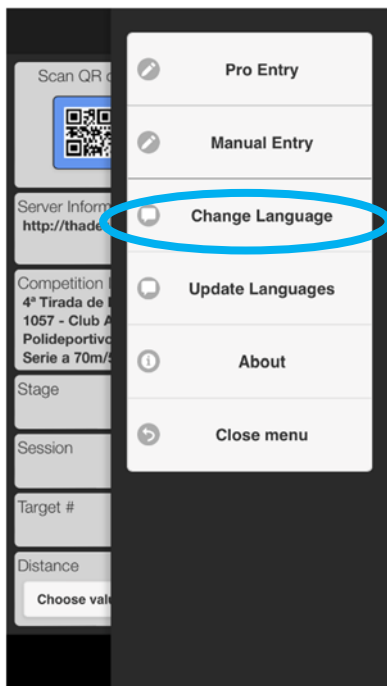 Scan QR
Pro Entry
Manual Entry
Server Inform
http://thade
Change Language
Competition
4ª Tirada de
1057 - Club A
Polideportivo
Serie a 70m/
Update Languages
Stage
About
Session
Close menu
Target #
Distance
Choose valu